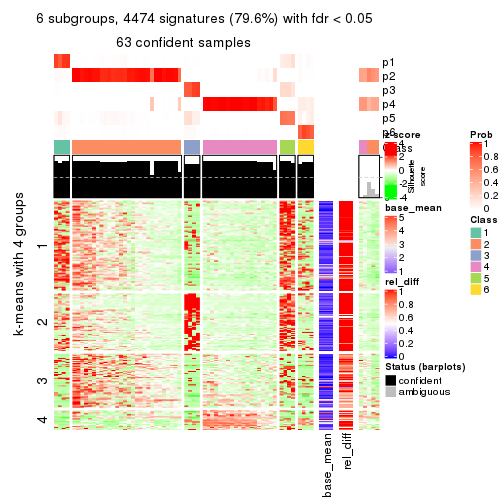 6 subgroups, 4474 signatures (79.6%) with fdr < 0.05
63 confident samples
p1
p2
p3
p4
p5
p6
Class
z-score
4
2
0
-2
-4
Silhouette
score
Prob
1
0.8
0.6
0.4
0.2
0
base_mean
5
4
3
2
1
Class
1
2
3
4
5
6
rel_diff
1
0.8
0.6
0.4
0.2
0
Status (barplots)
confident
ambiguous
k-means with 4 groups
1
2
3
4
base_mean
rel_diff